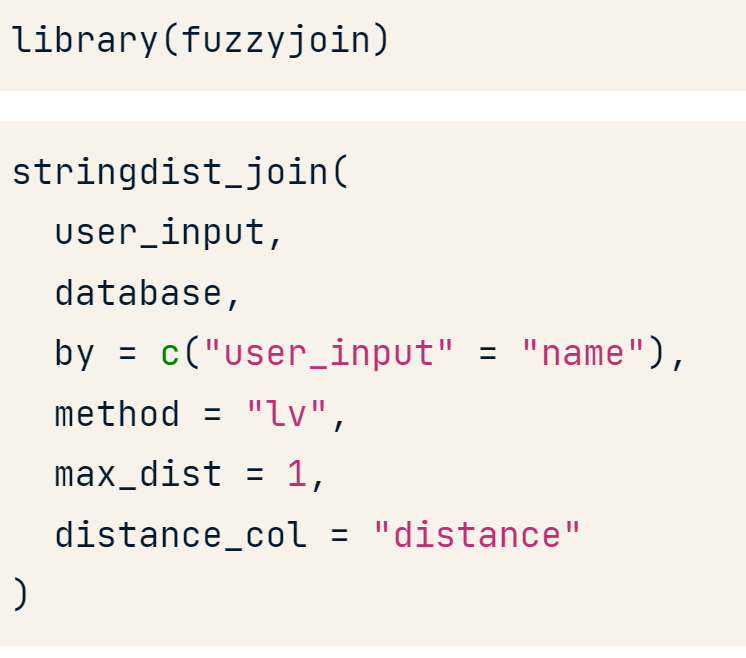 library(fuzzyjoin)
stringdist_join(
  user_input,
  database,
  by = c("user_input" = "name"),
  method = "lv",
  max_dist = 1,
  distance_col = "distance"
)